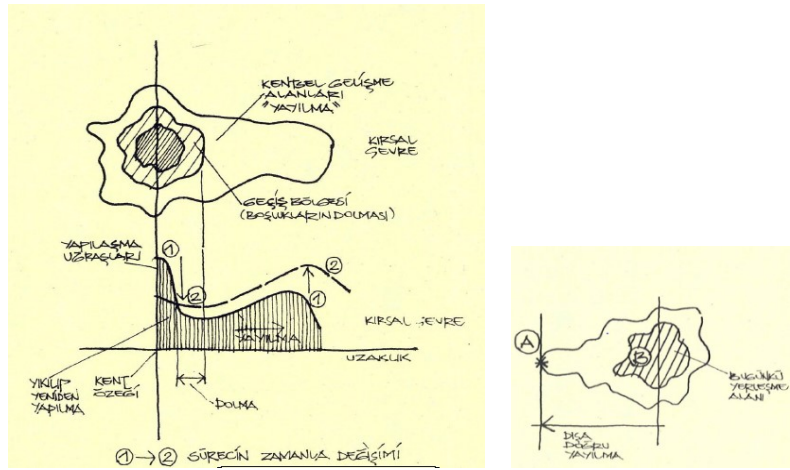 KENTSEL GELİŞME
ALANLARI
"YAYILMA"
KIRSAL
ÇEVRE
GEÇİŞ BÖLGESİ
(BOŞLUKLARIN DOLMASI)
YAPILAŞMA
UĞRAŞLARI
1
2
2
1
KIRSAL ÇEVRE
YAYILMA
UZAKLIK
YIKILIP
YENİDEN
YAPILMA
KENT
ÖZEĞİ
DOLMA
1 → 2 SÜRECİN ZAMANLA DEĞİŞİMİ
A
B
BUGÜNKÜ
YERLEŞME
ALANI
DIŞA
DOĞRU
YAYILMA